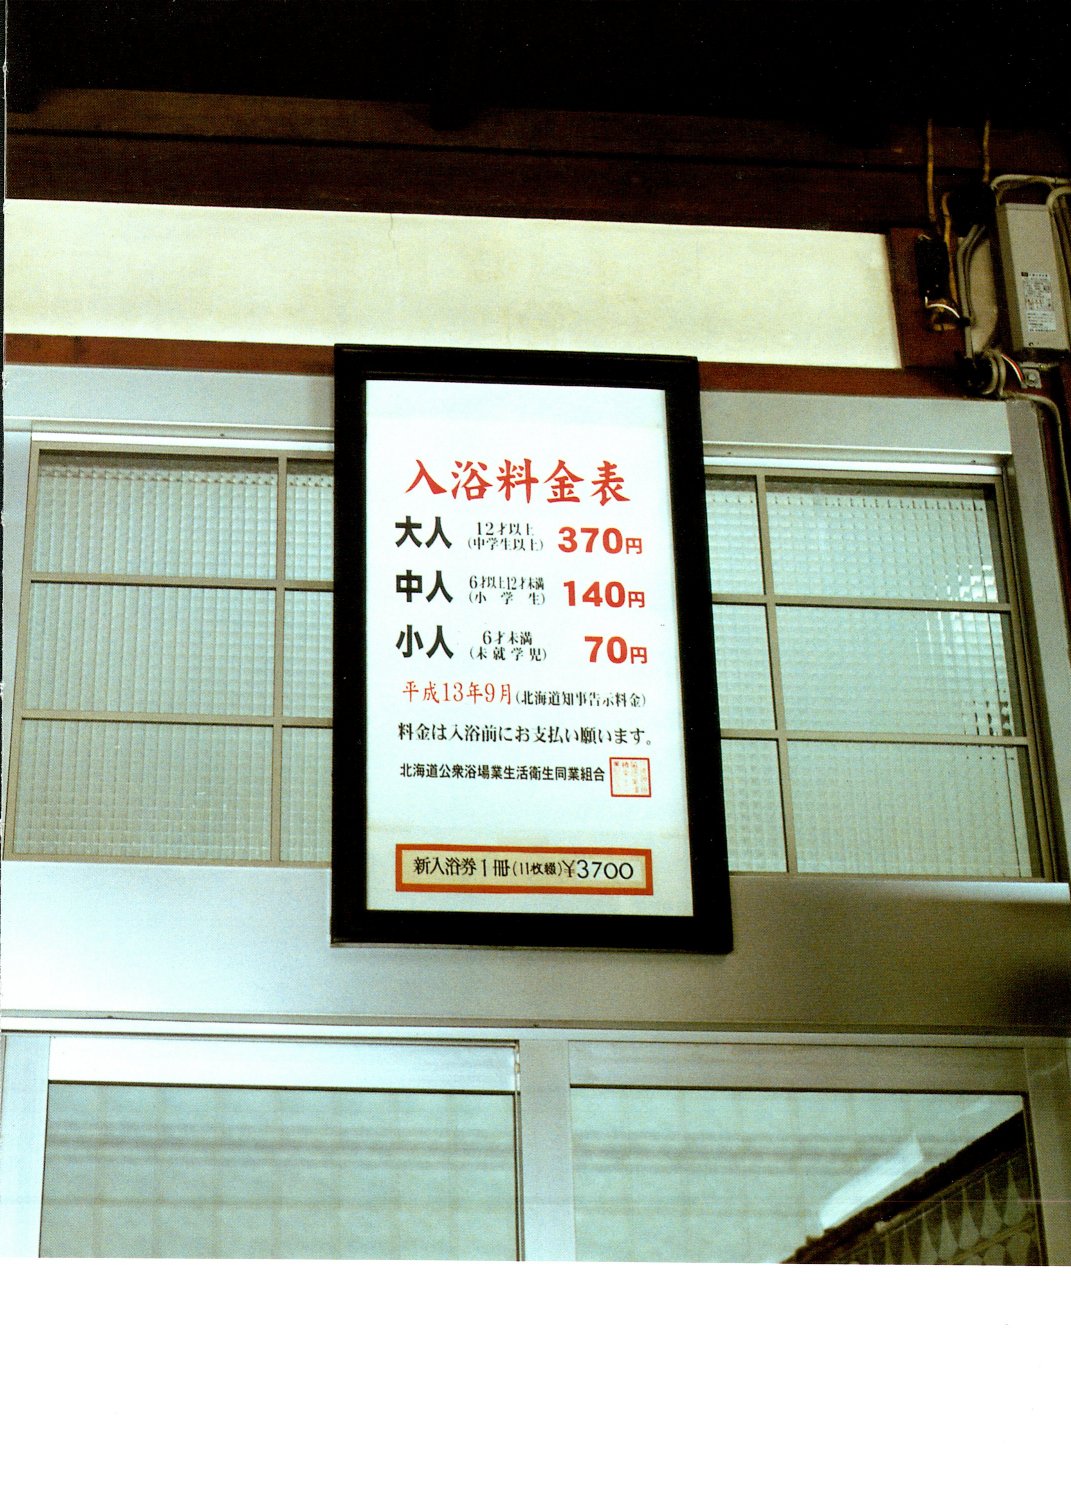 入浴料金表
大人 12才以上 (中学生以上) 370円
中人 6才以上12才未満 (小学生) 140円
小人 6才未満 (未就学児) 70円
平成13年9月(北海道知事告示料金)
料金は入浴前にお支払い願います。
北海道公衆浴場業生活衛生同業組合
新入浴券1冊(11枚綴)¥3700